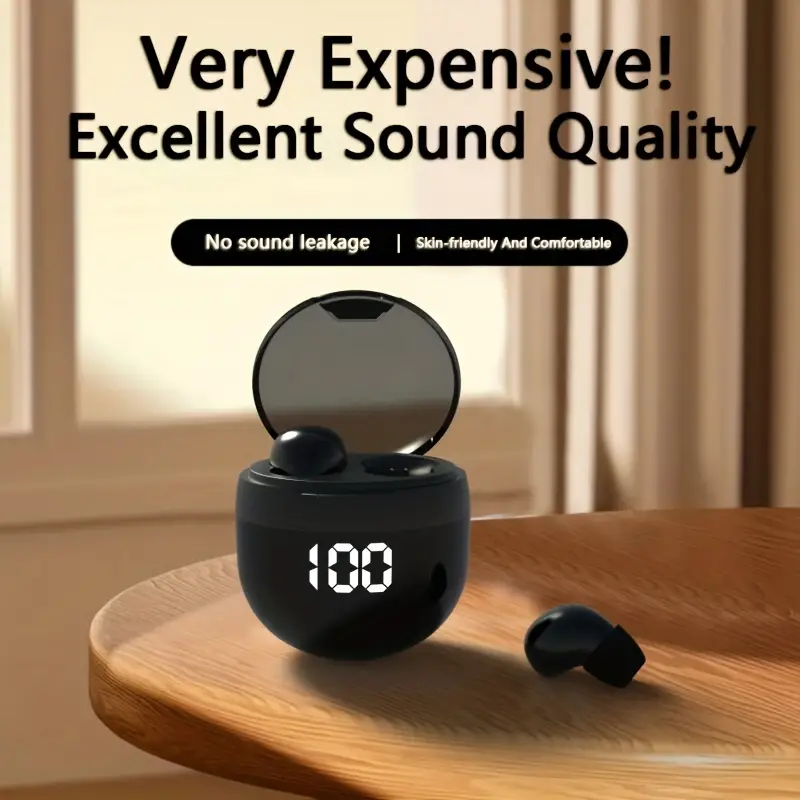 Very Expensive!
Excellent Sound Quality
No sound leakage | Skin-friendly And Comfortable
100